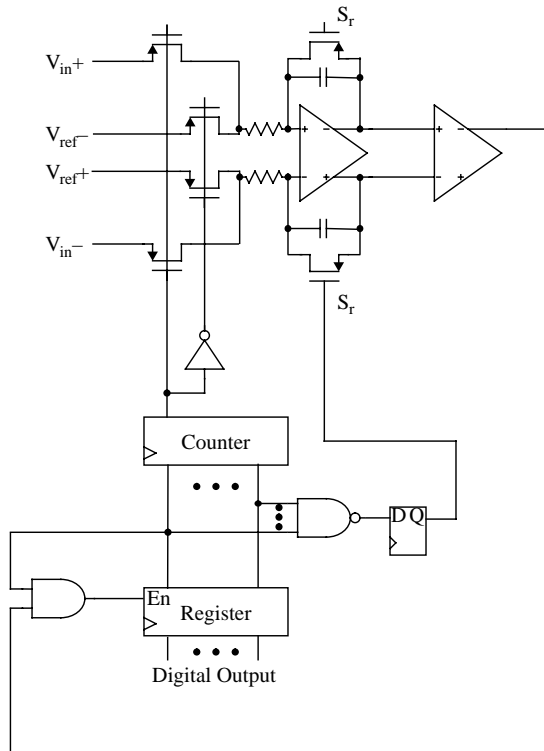 S_r
V_in+
V_ref−
+
−
+
−
V_ref+
−
+
−
+
V_in−
S_r
Counter
D Q
En
Register
Digital Output